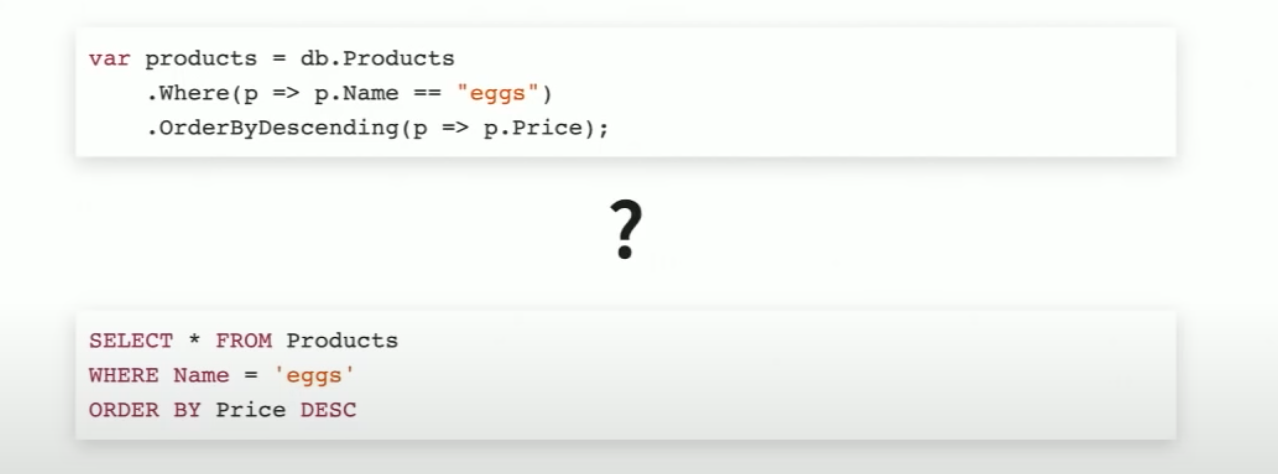 var products = db.Products
    .Where(p => p.Name == "eggs")
    .OrderByDescending(p => p.Price);
?
SELECT * FROM Products
WHERE Name = 'eggs'
ORDER BY Price DESC